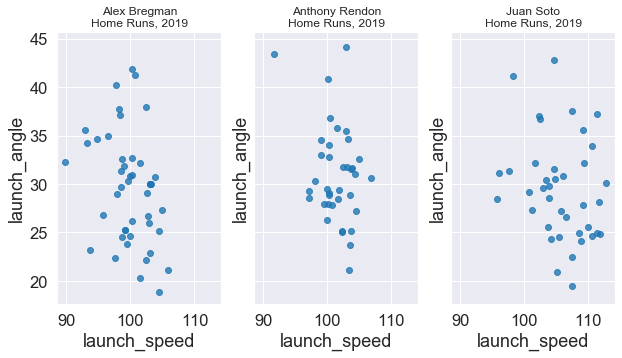 Alex Bregman
Home Runs, 2019
Anthony Rendon
Home Runs, 2019
Juan Soto
Home Runs, 2019
launch_angle
45
40
35
30
25
20
90 100 110
launch_speed
launch_angle
90 100 110
launch_speed
launch_angle
90 100 110
launch_speed